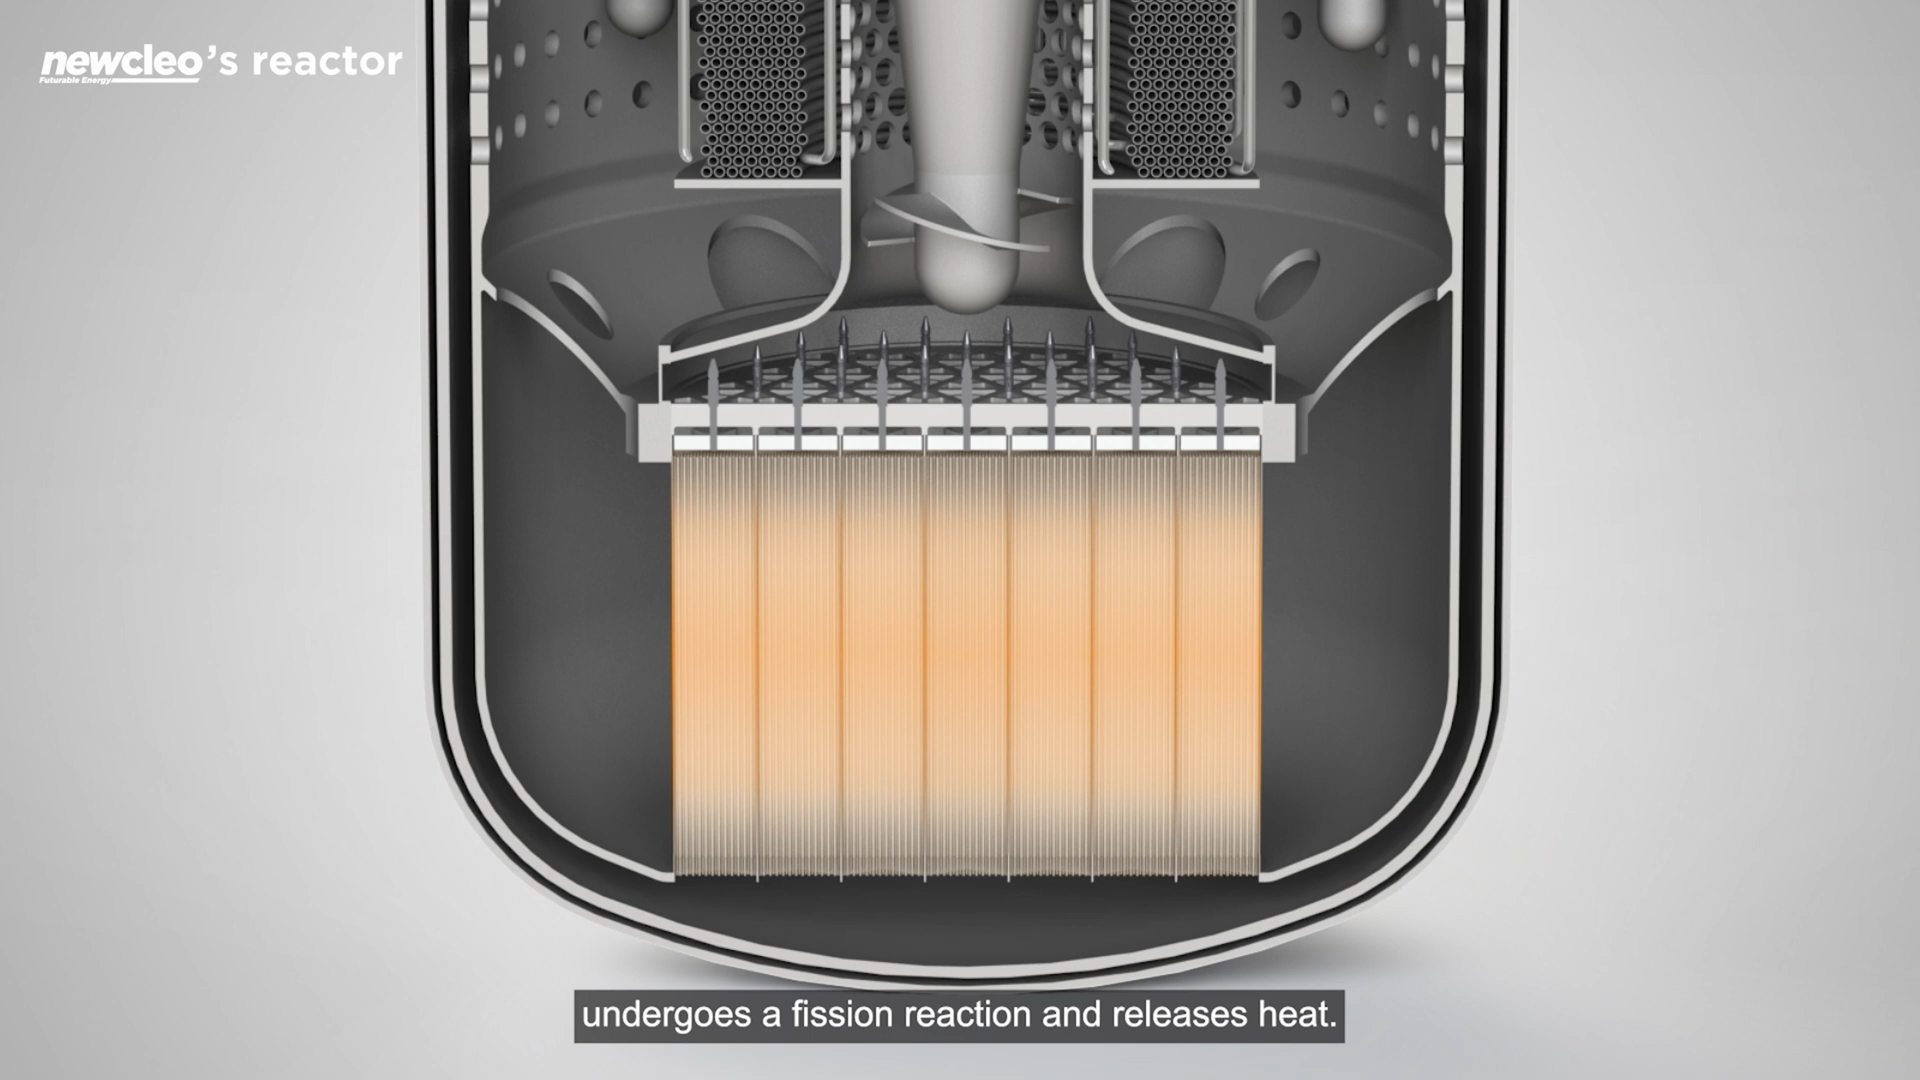 newcleo's reactor
Futurable Energy
undergoes a fission reaction and releases heat.